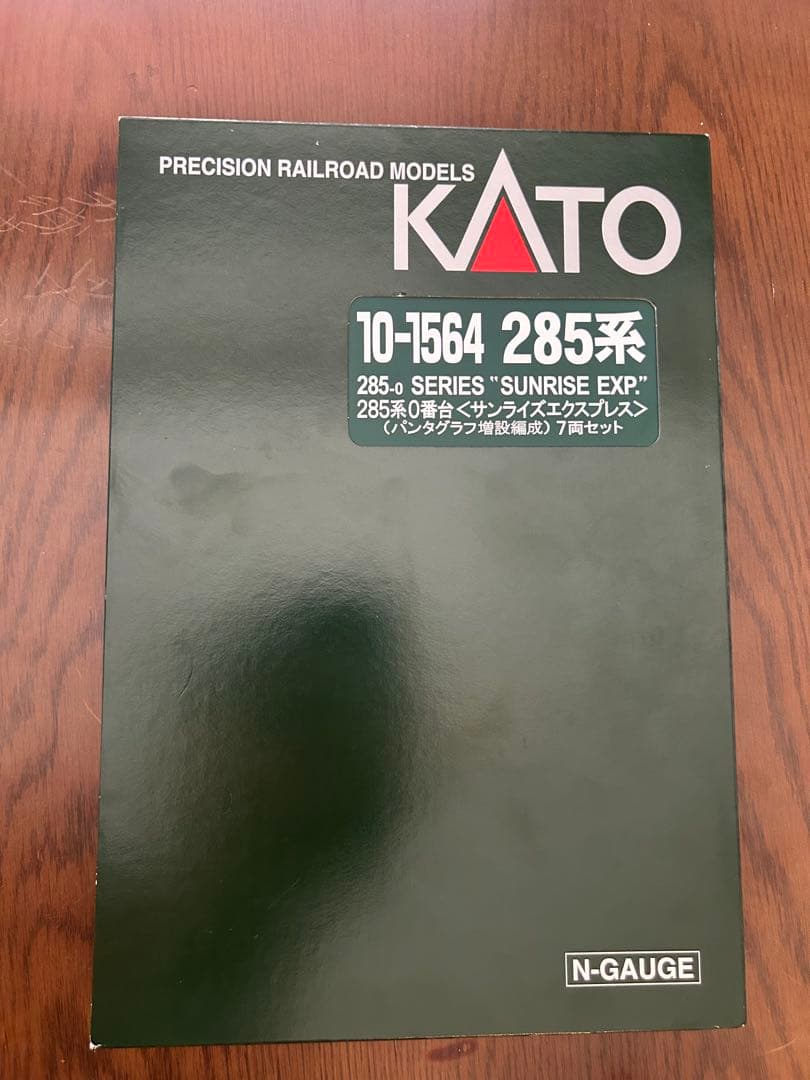 PRECISION RAILROAD MODELS
KATO
10-1564 285系
285-0 SERIES "SUNRISE EXP."
285系0番台<サンライズエクスプレス>
(パンタグラフ増設編成) 7両セット
N-GAUGE